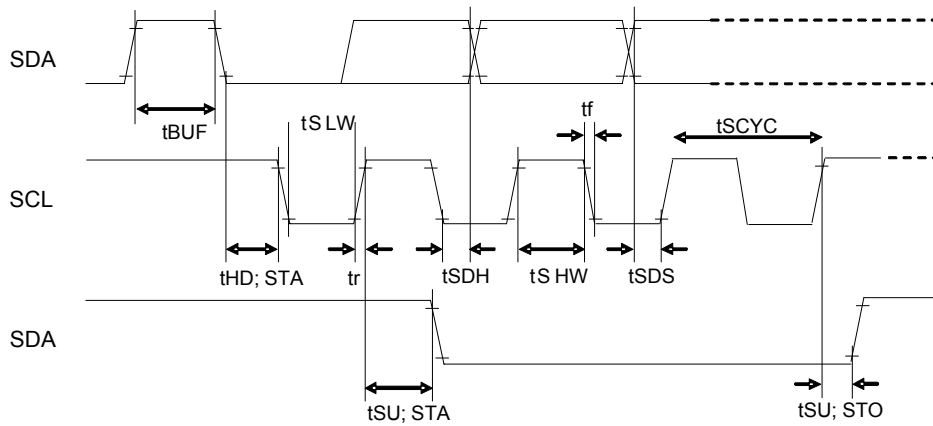 SDA
tBUF
tS LW
tf
tSCYC
SCL
tHD; STA
tr
tSDH
tS HW
tSDS
SDA
tSU; STA
tSU; STO